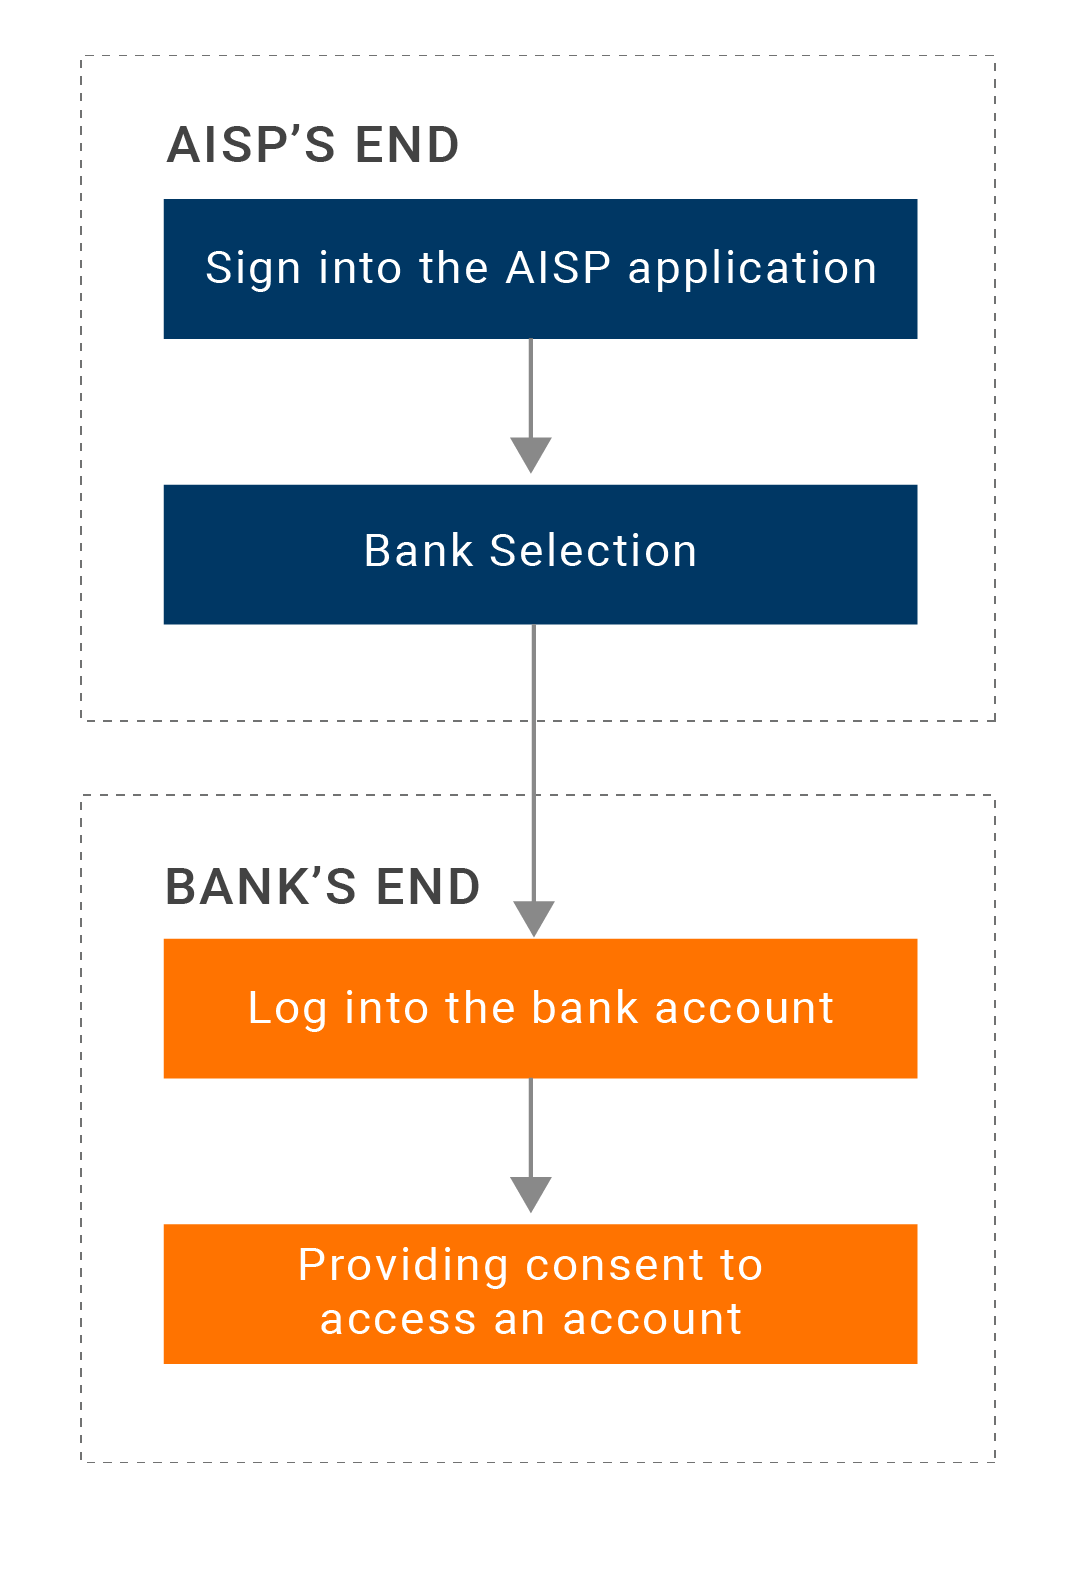 AISP’S END
Sign into the AISP application
Bank Selection
BANK’S END
Log into the bank account
Providing consent to
access an account